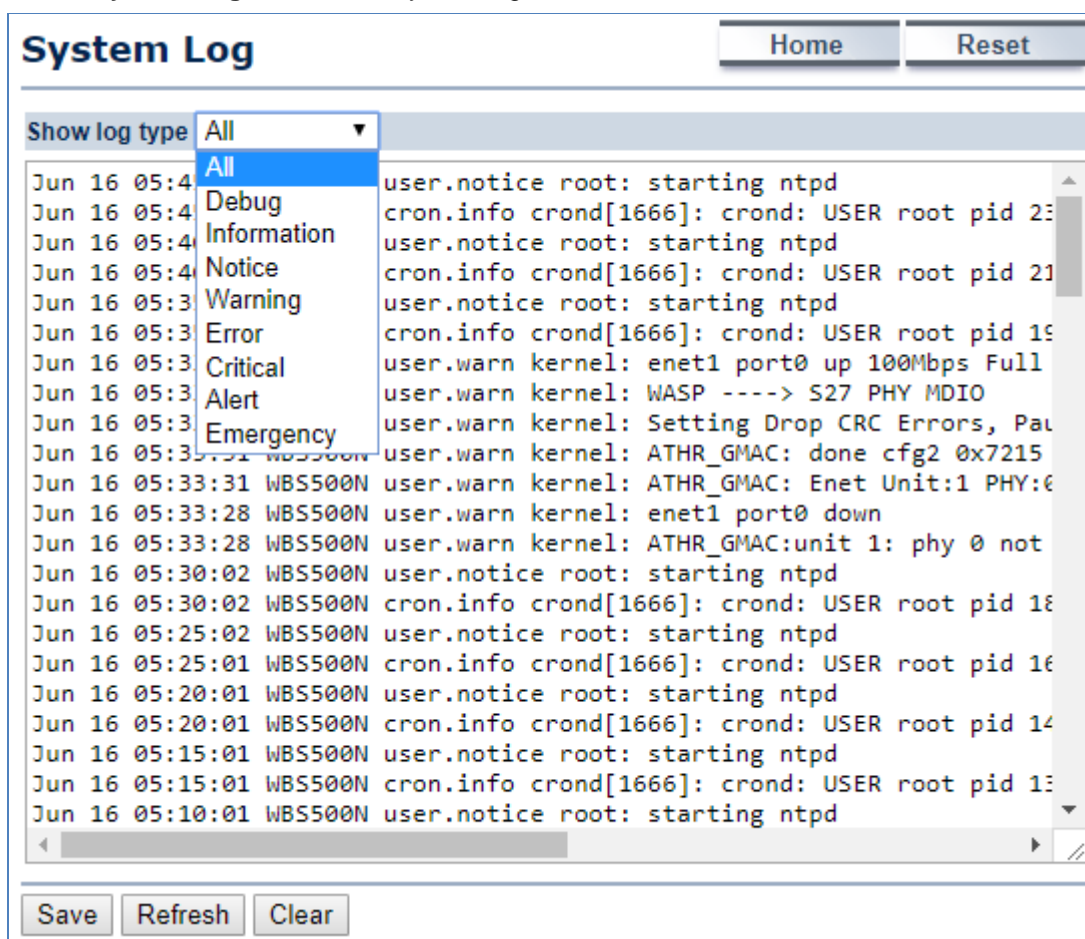 System Log
Home
Reset
Show log type All
All
Debug
Information
Notice
Warning
Error
Critical
Alert
Emergency
Jun 16 05:4 user.notice root: starting ntpd
Jun 16 05:4 cron.info crond[1666]: crond: USER root pid 23
Jun 16 05:4 user.notice root: starting ntpd
Jun 16 05:4 cron.info crond[1666]: crond: USER root pid 21
Jun 16 05:3 user.notice root: starting ntpd
Jun 16 05:3 cron.info crond[1666]: crond: USER root pid 19
Jun 16 05:3 user.warn kernel: enet1 port0 up 100Mbps Full
Jun 16 05:3 user.warn kernel: WASP ----> S27 PHY MDIO
Jun 16 05:3 user.warn kernel: Setting Drop CRC Errors, Pau
Jun 16 05:33:31 WBS500N user.warn kernel: ATHR_GMAC: done cfg2 0x7215
Jun 16 05:33:31 WBS500N user.warn kernel: ATHR_GMAC: Enet Unit:1 PHY:0
Jun 16 05:33:28 WBS500N user.warn kernel: enet1 port0 down
Jun 16 05:33:28 WBS500N user.warn kernel: ATHR_GMAC:unit 1: phy 0 not
Jun 16 05:30:02 WBS500N user.notice root: starting ntpd
Jun 16 05:30:02 WBS500N cron.info crond[1666]: crond: USER root pid 18
Jun 16 05:25:02 WBS500N user.notice root: starting ntpd
Jun 16 05:25:01 WBS500N cron.info crond[1666]: crond: USER root pid 16
Jun 16 05:20:01 WBS500N user.notice root: starting ntpd
Jun 16 05:20:01 WBS500N cron.info crond[1666]: crond: USER root pid 14
Jun 16 05:15:01 WBS500N user.notice root: starting ntpd
Jun 16 05:15:01 WBS500N cron.info crond[1666]: crond: USER root pid 13
Jun 16 05:10:01 WBS500N user.notice root: starting ntpd
Save
Refresh
Clear